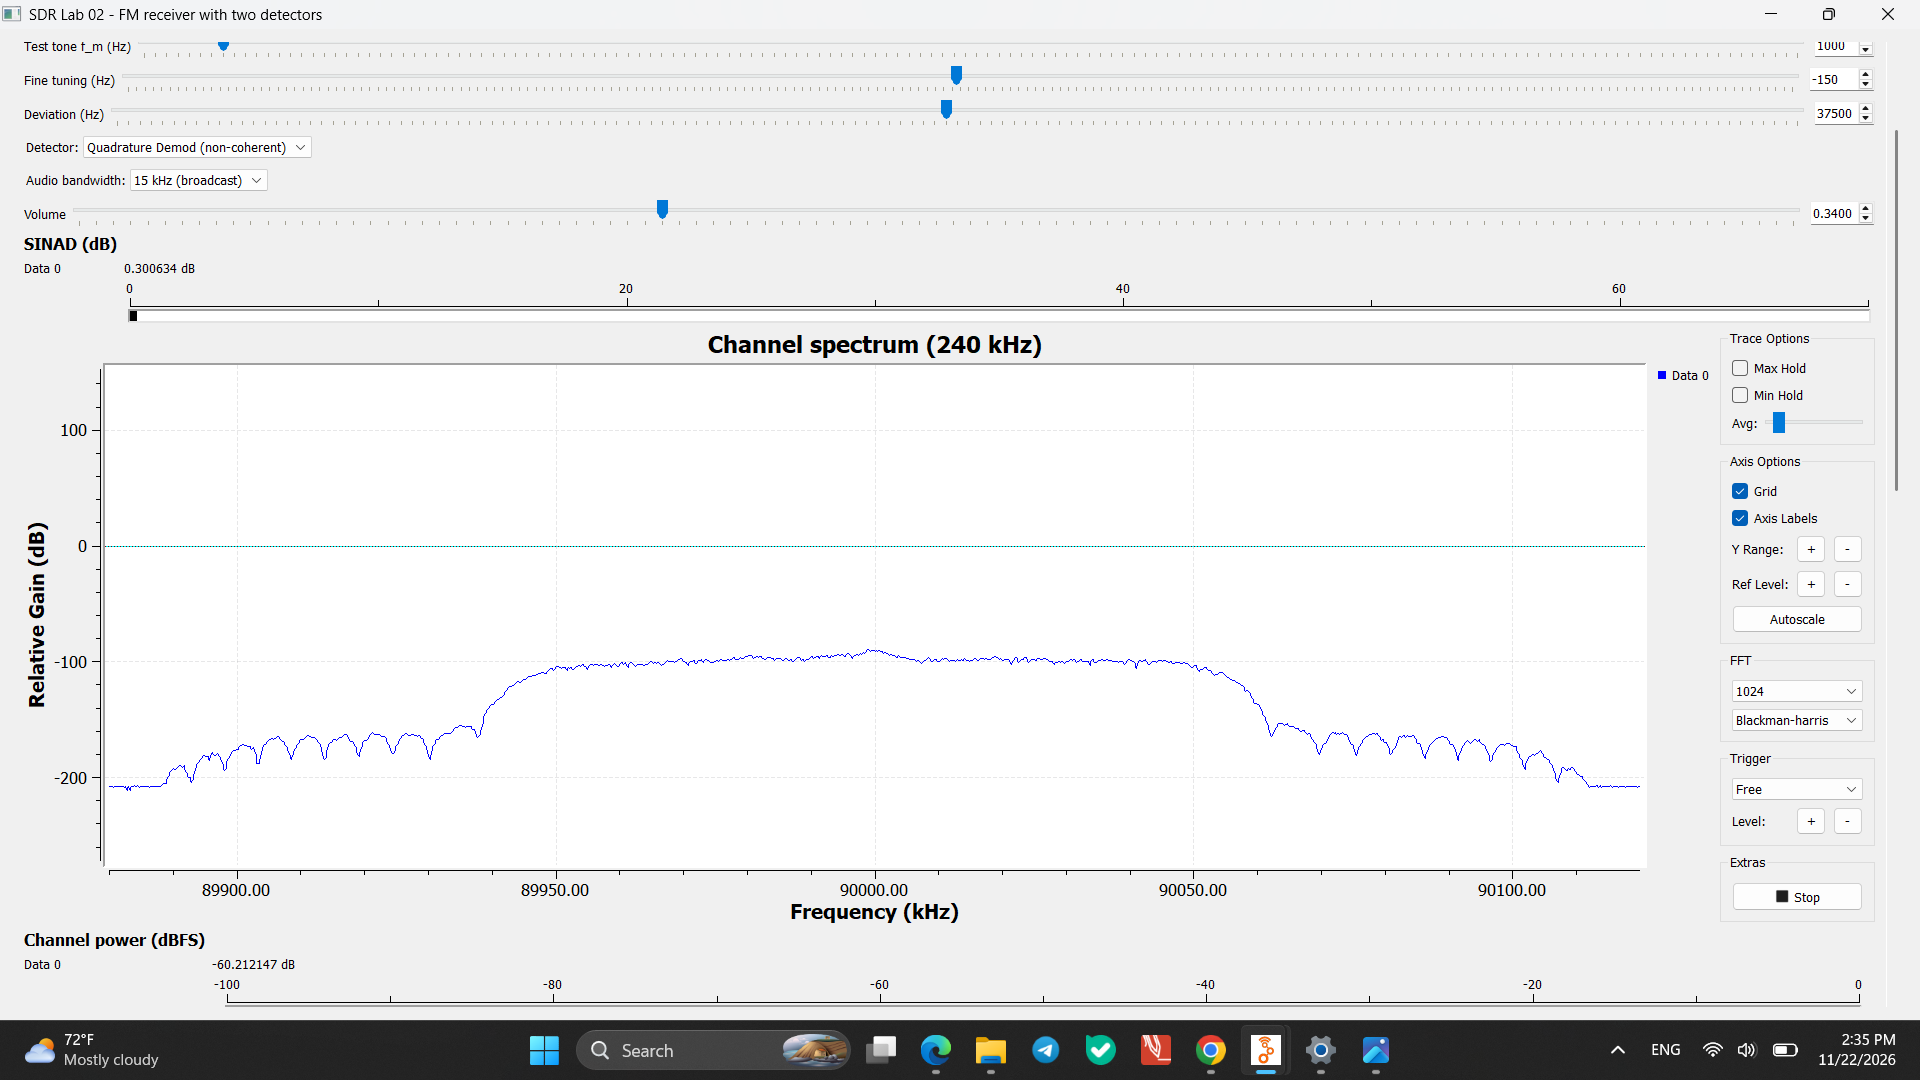 SDR Lab 02 - FM receiver with two detectors
Test tone f_m (Hz) 1000
Fine tuning (Hz) -150
Deviation (Hz) 37500
Detector: Quadrature Demod (non-coherent)
Audio bandwidth: 15 kHz (broadcast)
Volume 0.3400
SINAD (dB)
Data 0 0.300634 dB
0 20 40 60
Channel spectrum (240 kHz)
100
0
-100
-200
Relative Gain (dB)
89900.00 89950.00 90000.00 90050.00 90100.00
Frequency (kHz)
Data 0
Trace Options
Max Hold
Min Hold
Avg:
Axis Options
Grid
Axis Labels
Y Range: + -
Ref Level: + -
Autoscale
FFT
1024
Blackman-harris
Trigger
Free
Level: + -
Extras
Stop
Channel power (dBFS)
Data 0 -60.212147 dB
-100 -80 -60 -40 -20 0
72°F
Mostly cloudy
Search
ENG
2:35 PM
11/22/2026